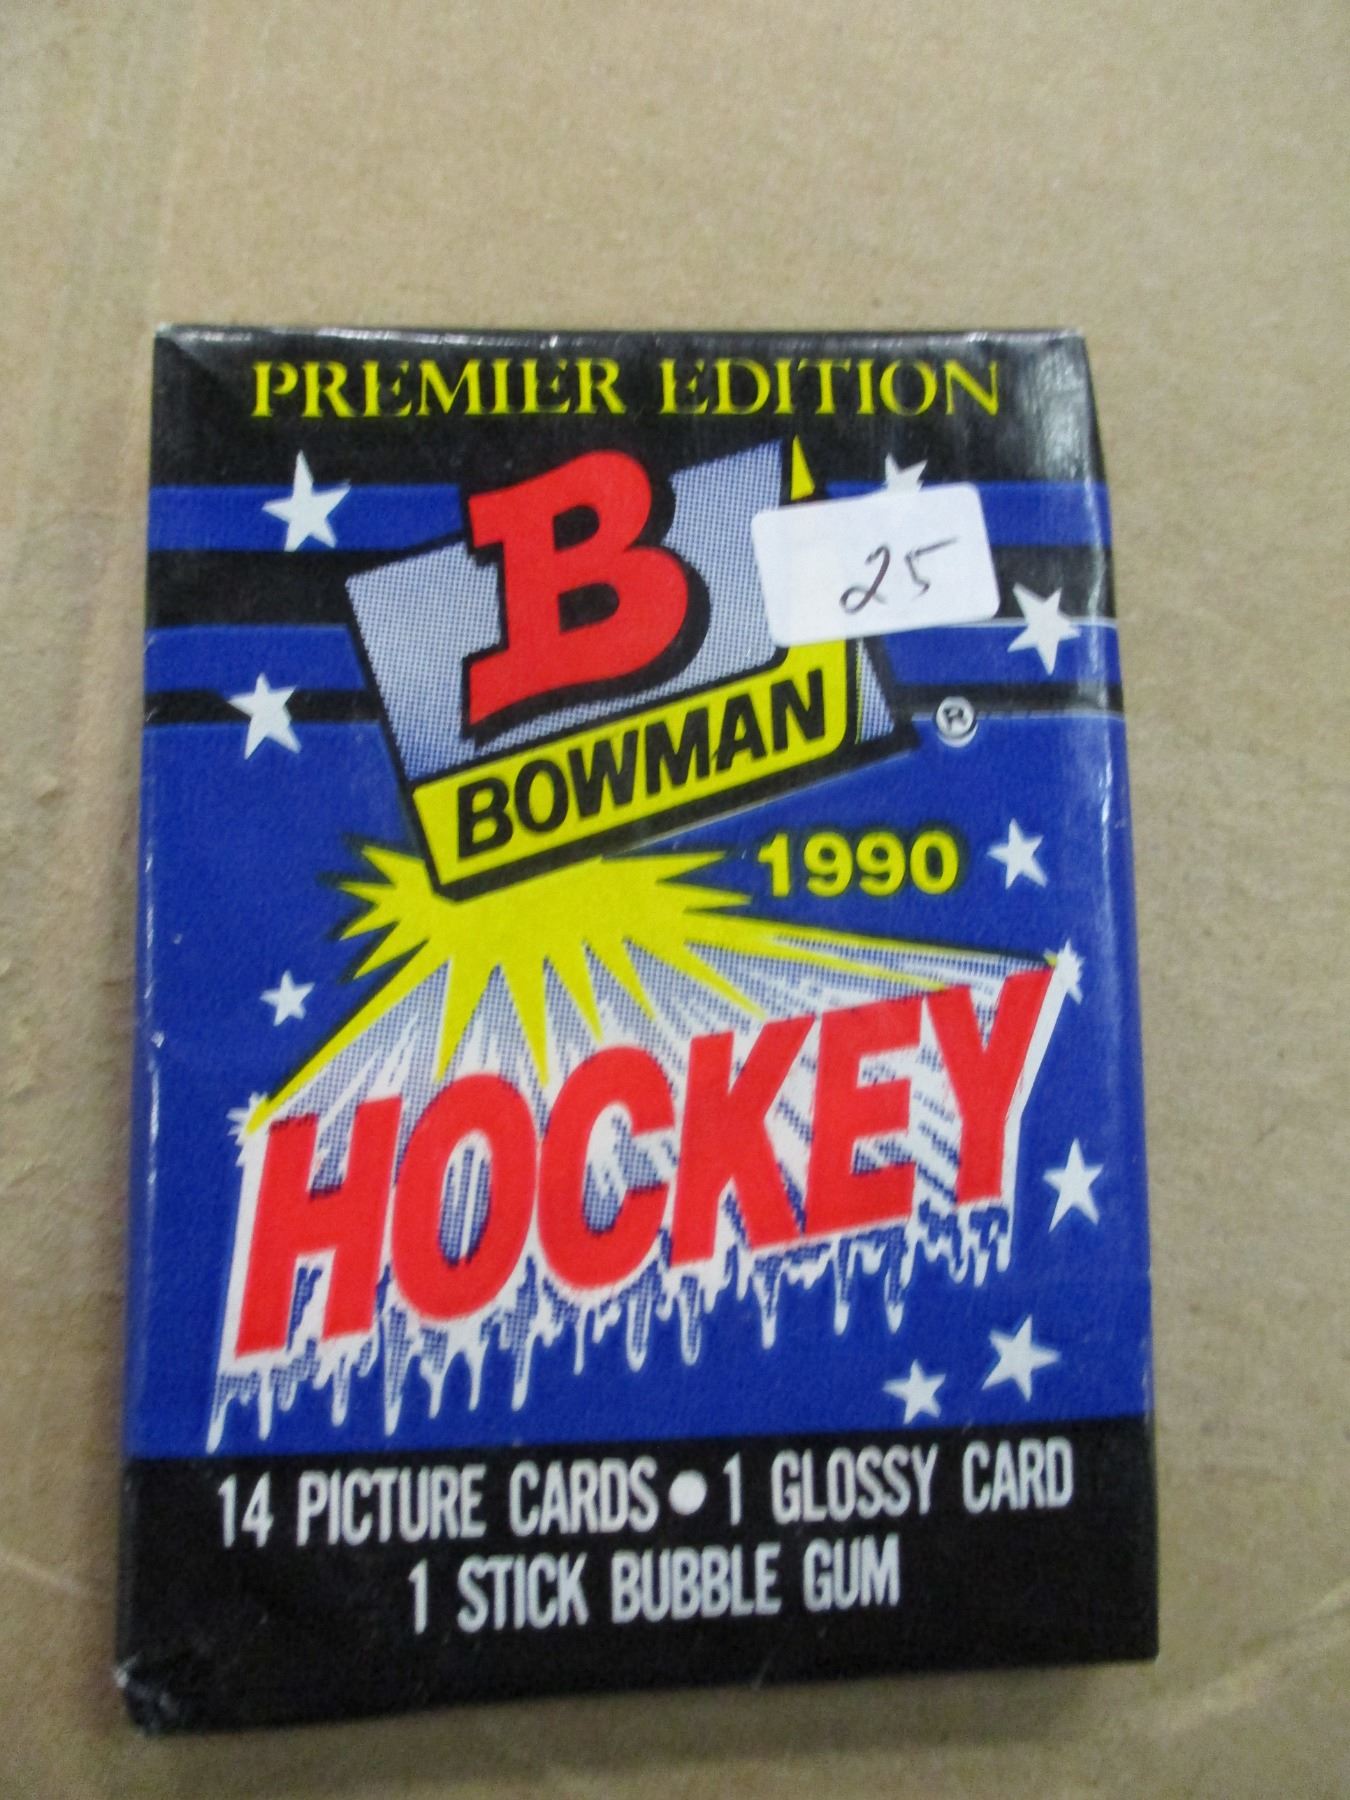 PREMIER EDITION
B
25
BOWMAN
®
1990
HOCKEY
14 PICTURE CARDS • 1 GLOSSY CARD
1 STICK BUBBLE GUM